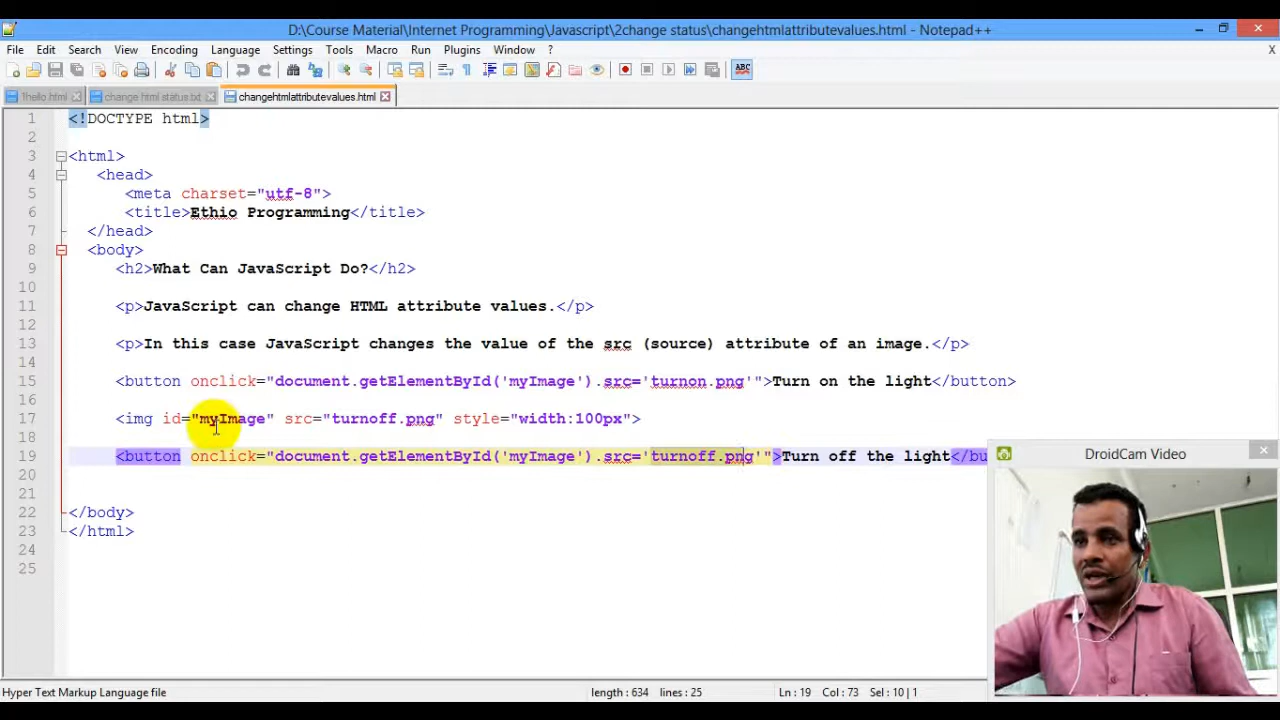 D:\Course Material\Internet Programming\Javascript\2change status\changehtmlattributevalues.html - Notepad++
File Edit Search View Encoding Language Settings Tools Macro Run Plugins Window ? X
ABC
1hello.html change html status.txt changehtmlattributevalues.html
1 <!DOCTYPE html>
2
3 <html>
4 <head>
5 <meta charset="utf-8">
6 <title>Ethio Programming</title>
7 </head>
8 <body>
9 <h2>What Can JavaScript Do?</h2>
10
11 <p>JavaScript can change HTML attribute values.</p>
12
13 <p>In this case JavaScript changes the value of the src (source) attribute of an image.</p>
14
15 <button onclick="document.getElementById('myImage').src='turnon.png'">Turn on the light</button>
16
17 <img id="myImage" src="turnoff.png" style="width:100px">
18
19 <button onclick="document.getElementById('myImage').src='turnoff.png'">Turn off the light</bu
20
21
22 </body>
23 </html>
24
25
DroidCam Video
Hyper Text Markup Language file length : 634 lines : 25 Ln : 19 Col : 73 Sel : 10 | 1